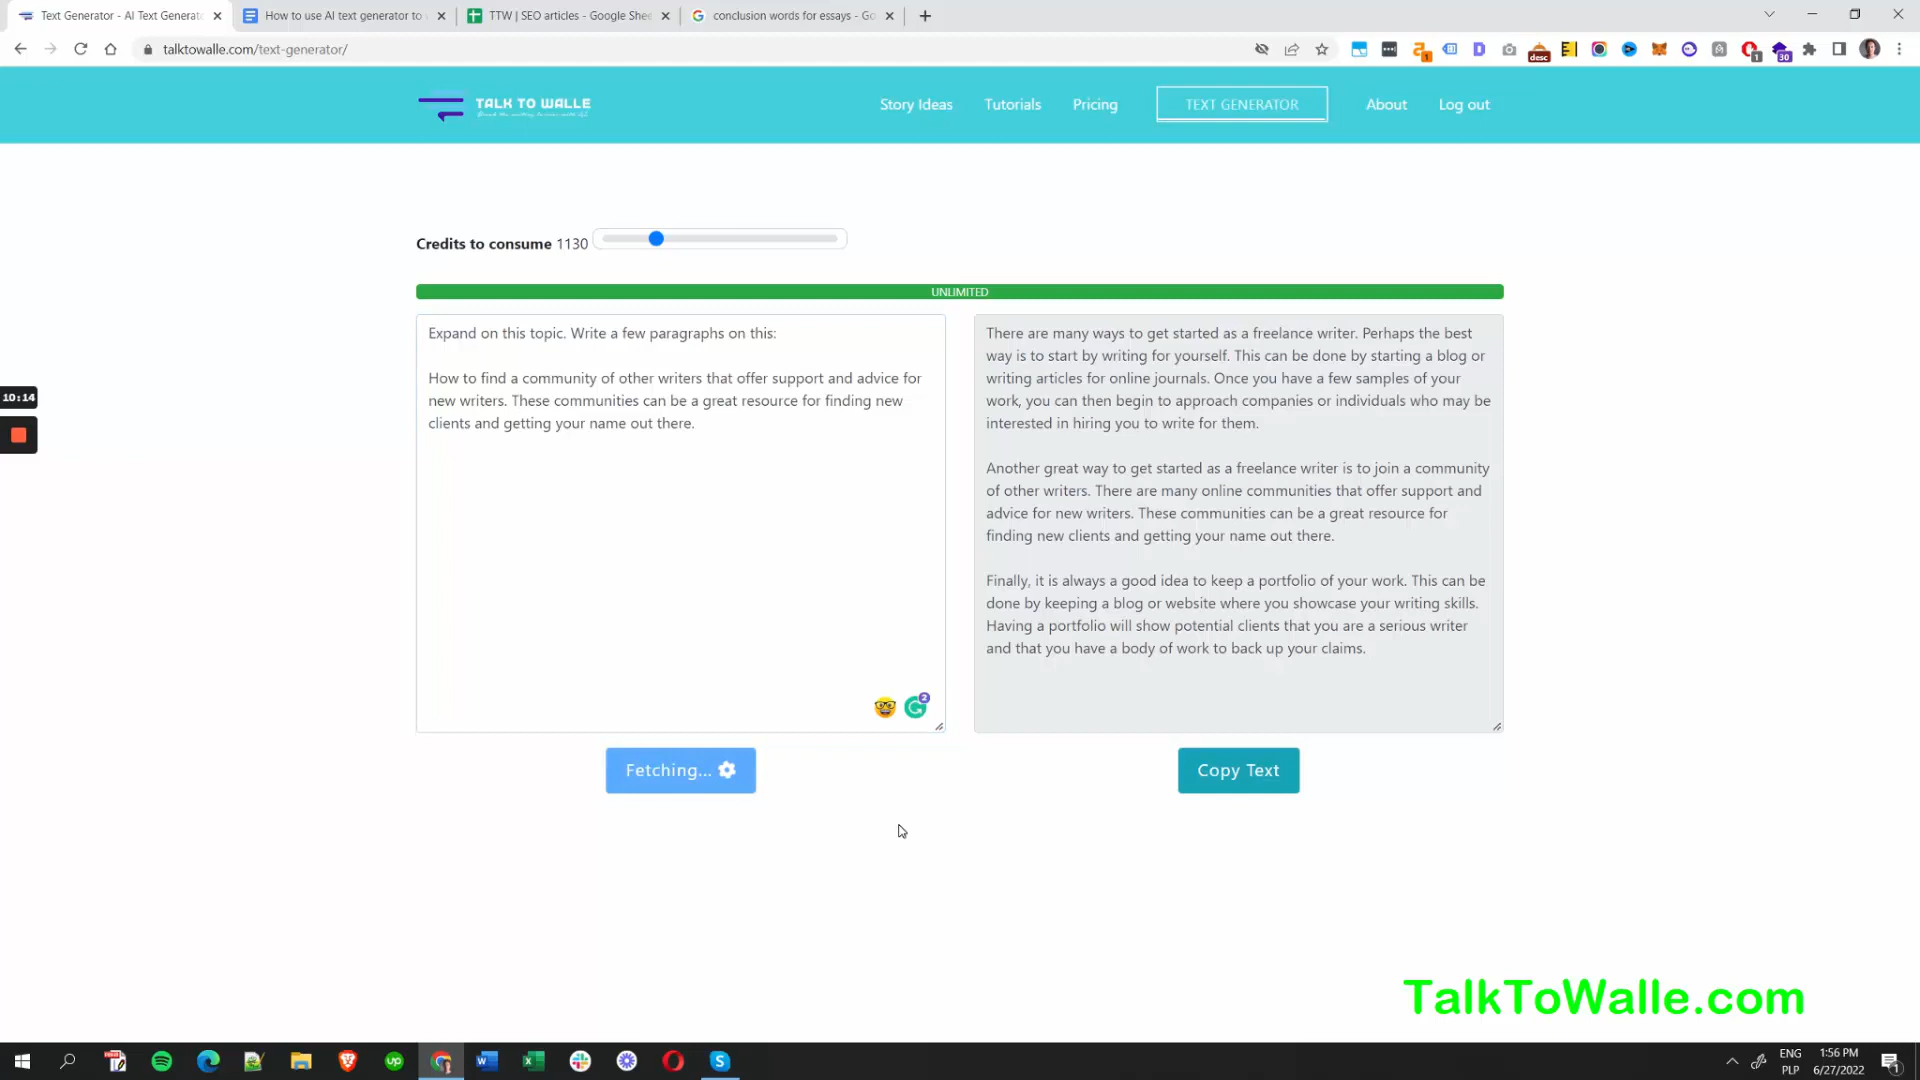 Text Generator - AI Text Generato
How to use AI text generator to
TTW | SEO articles - Google Shee
conclusion words for essays - Go
talktowalle.com/text-generator/
desc
1
1
30
TALK TO WALLE
Story Ideas
Tutorials
Pricing
TEXT GENERATOR
About
Log out
Credits to consume 1130
UNLIMITED
Expand on this topic. Write a few paragraphs on this:
How to find a community of other writers that offer support and advice for
new writers. These communities can be a great resource for finding new
clients and getting your name out there.
2
Fetching...
There are many ways to get started as a freelance writer. Perhaps the best
way is to start by writing for yourself. This can be done by starting a blog or
writing articles for online journals. Once you have a few samples of your
work, you can then begin to approach companies or individuals who may be
interested in hiring you to write for them.
Another great way to get started as a freelance writer is to join a community
of other writers. There are many online communities that offer support and
advice for new writers. These communities can be a great resource for
finding new clients and getting your name out there.
Finally, it is always a good idea to keep a portfolio of your work. This can be
done by keeping a blog or website where you showcase your writing skills.
Having a portfolio will show potential clients that you are a serious writer
and that you have a body of work to back up your claims.
Copy Text
10:14
TalkToWalle.com
ENG
PLP
1:56 PM
6/27/2022
1